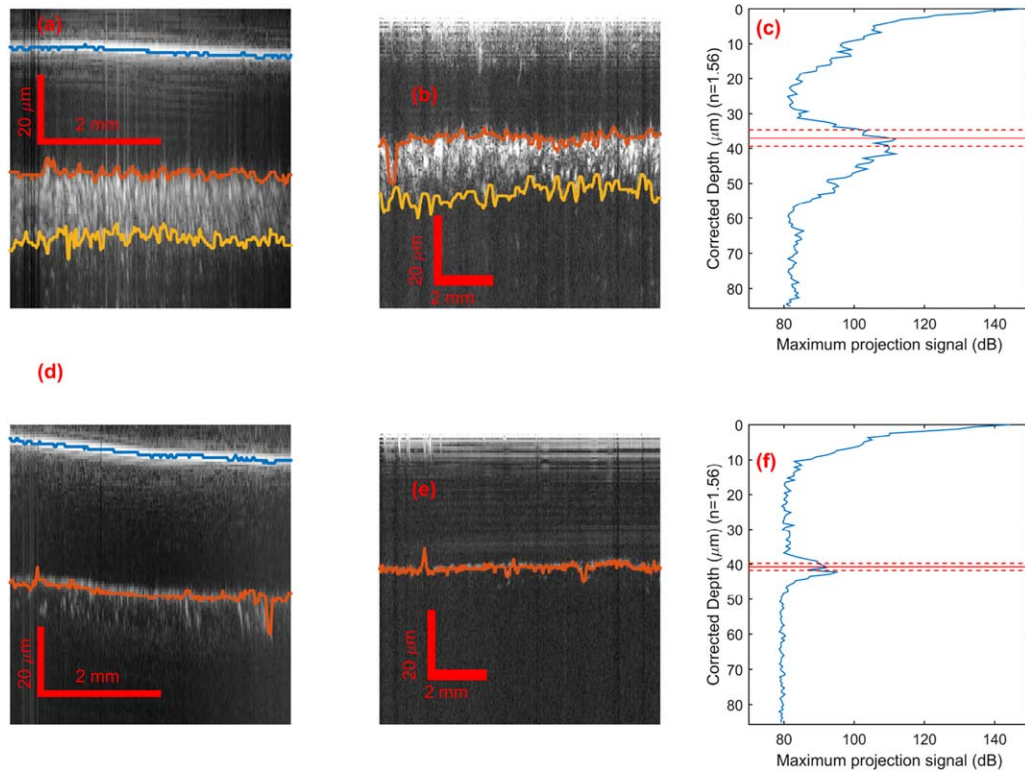 (a)
20 μm
2 mm
(b)
20 μm
2 mm
(c)
0
10
20
30
40
50
60
70
80
Corrected Depth (μm) (n=1.56)
80 100 120 140
Maximum projection signal (dB)
(d)
20 μm
2 mm
(e)
20 μm
2 mm
(f)
0
10
20
30
40
50
60
70
80
Corrected Depth (μm) (n=1.56)
80 100 120 140
Maximum projection signal (dB)